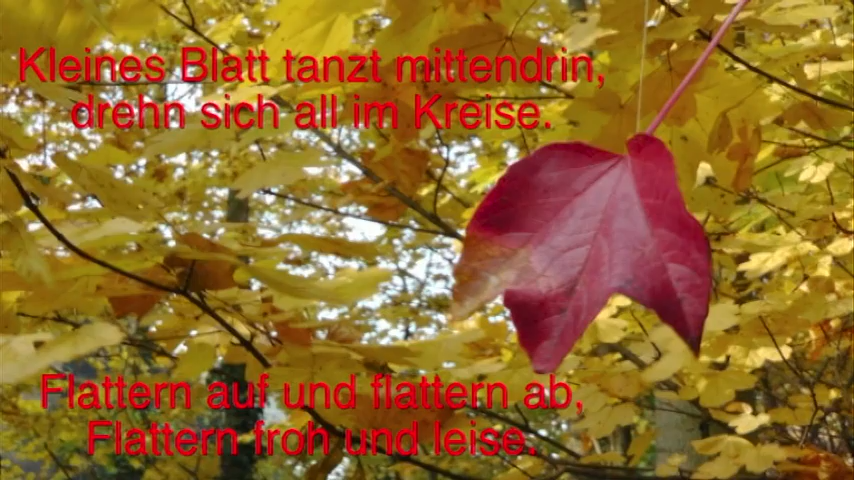 Kleines Blatt tanzt mittendrin,
drehn sich all im Kreise.
Flattern auf und flattern ab,
Flattern froh und leise.